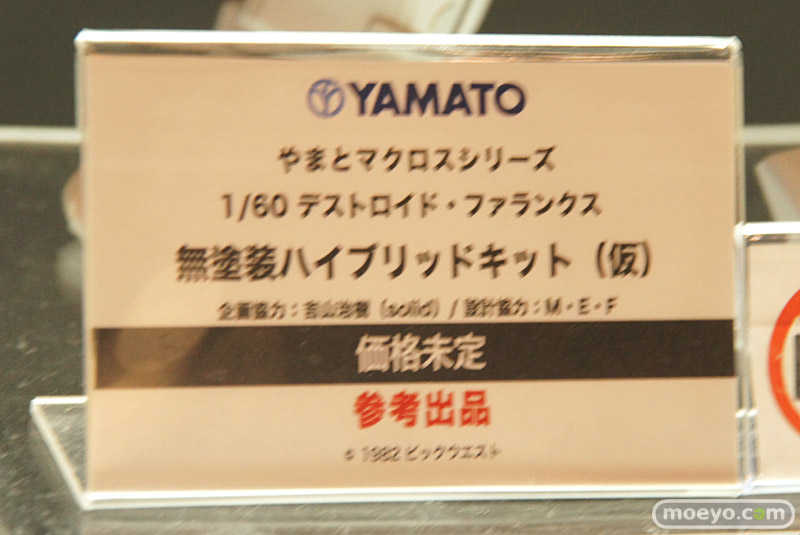 YAMATO
やまとマクロスシリーズ
1/60 デストロイド・ファランクス
無塗装ハイブリッドキット（仮）
企画協力：吉山治樹（solid）/ 設計協力：M・E・F
価格未定
参考出品
© 1982 ビックウエスト
moeyo.com